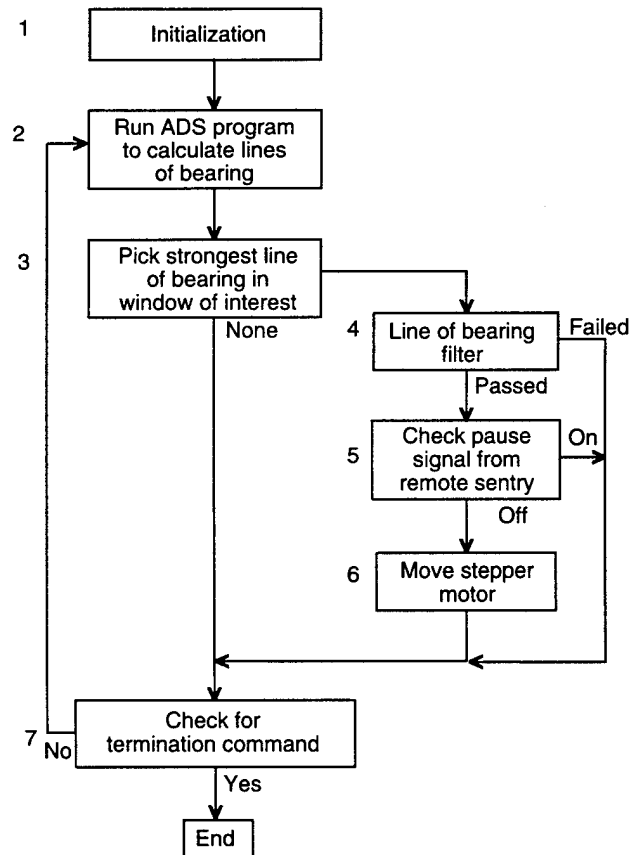 1
Initialization
2
Run ADS program
to calculate lines
of bearing
3
Pick strongest line
of bearing in
window of interest
None
4
Line of bearing
filter
Failed
Passed
5
Check pause
signal from
remote sentry
On
Off
6
Move stepper
motor
7
Check for
termination command
No
Yes
End